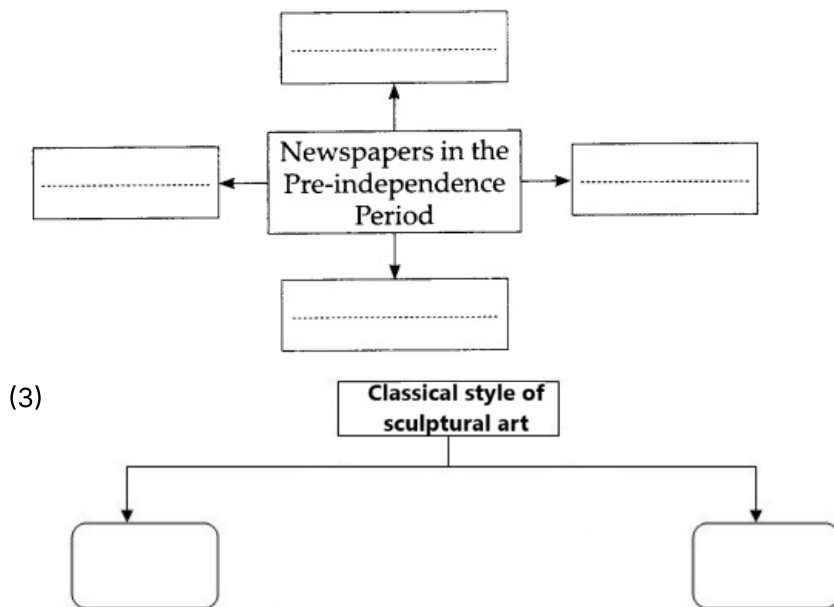 Newspapers in the
Pre-independence
Period
(3)
Classical style of
sculptural art